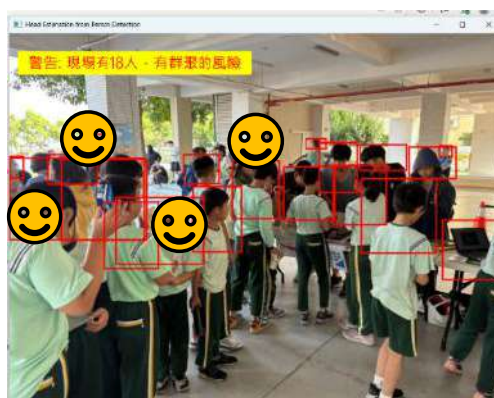 Head Estimation from Person Detection
警告: 現場有18人 - 有群聚的風險